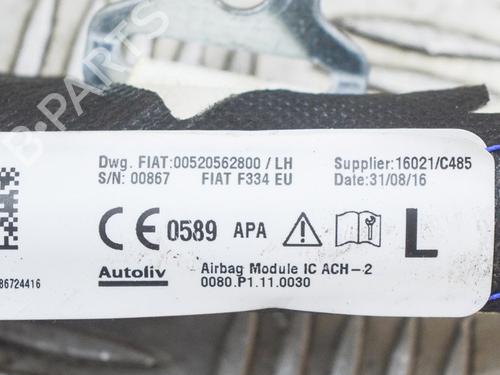 B-PARTS
Dwg. FIAT:00520562800 / LH
Supplier:16021/C485
S/N: 00867 FIAT F334 EU
Date:31/08/16
CE 0589 APA
L
Autoliv
Airbag Module IC ACH-2
0080.P1.11.0030
86724416